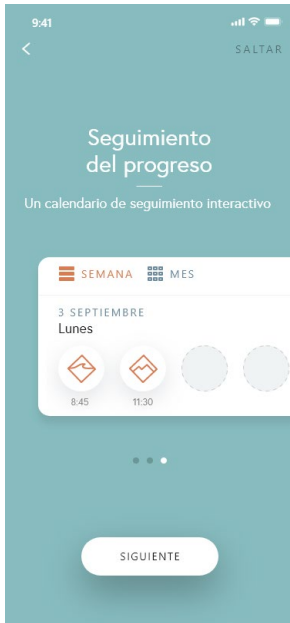 9:41
SALTAR
Seguimiento
del progreso
Un calendario de seguimiento interactivo
SEMANA MES
3 SEPTIEMBRE
Lunes
8:45 11:30
SIGUIENTE